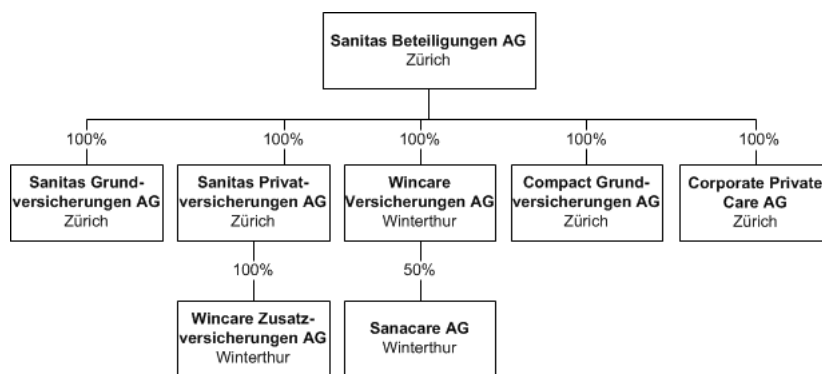 Sanitas Beteiligungen AG
Zürich
100%
100%
100%
100%
100%
Sanitas Grund-
versicherungen AG
Zürich
Sanitas Privat-
versicherungen AG
Zürich
Wincare
Versicherungen AG
Winterthur
Compact Grund-
versicherungen AG
Zürich
Corporate Private
Care AG
Zürich
100%
50%
Wincare Zusatz-
versicherungen AG
Winterthur
Sanacare AG
Winterthur